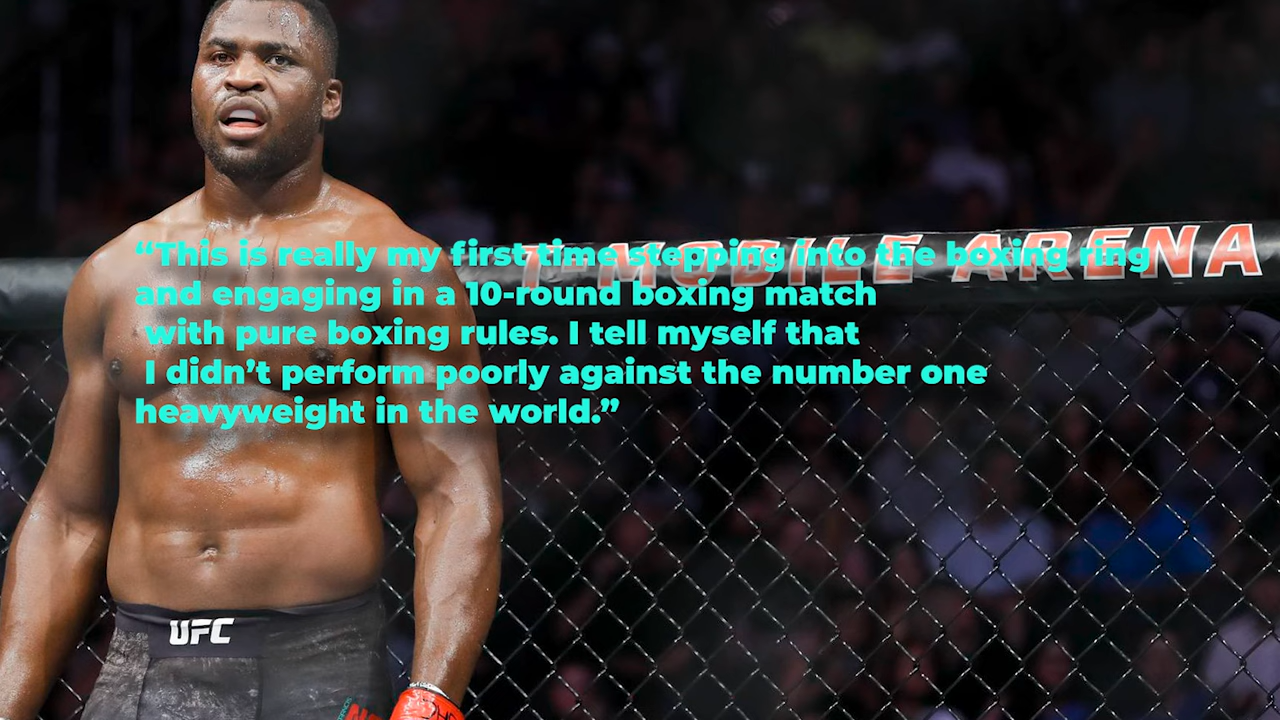 T-MOBILE ARENA
“This is really my first time stepping into the boxing ring
and engaging in a 10-round boxing match
with pure boxing rules. I tell myself that
I didn’t perform poorly against the number one
heavyweight in the world.”
UFC